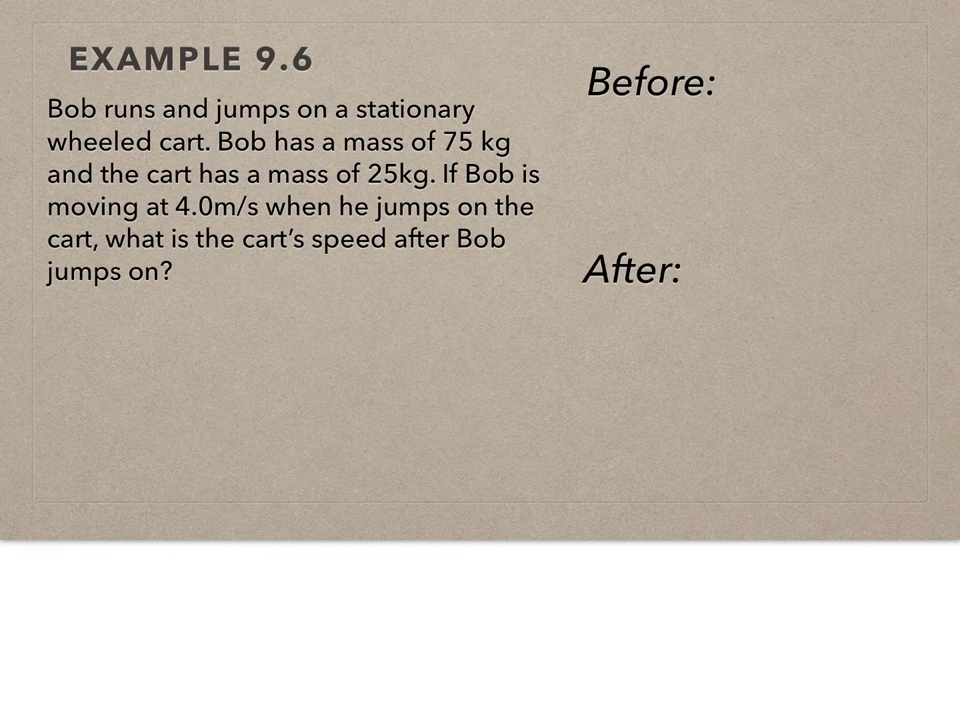 EXAMPLE 9.6
Bob runs and jumps on a stationary
wheeled cart. Bob has a mass of 75 kg
and the cart has a mass of 25kg. If Bob is
moving at 4.0m/s when he jumps on the
cart, what is the cart’s speed after Bob
jumps on?
Before:
After: